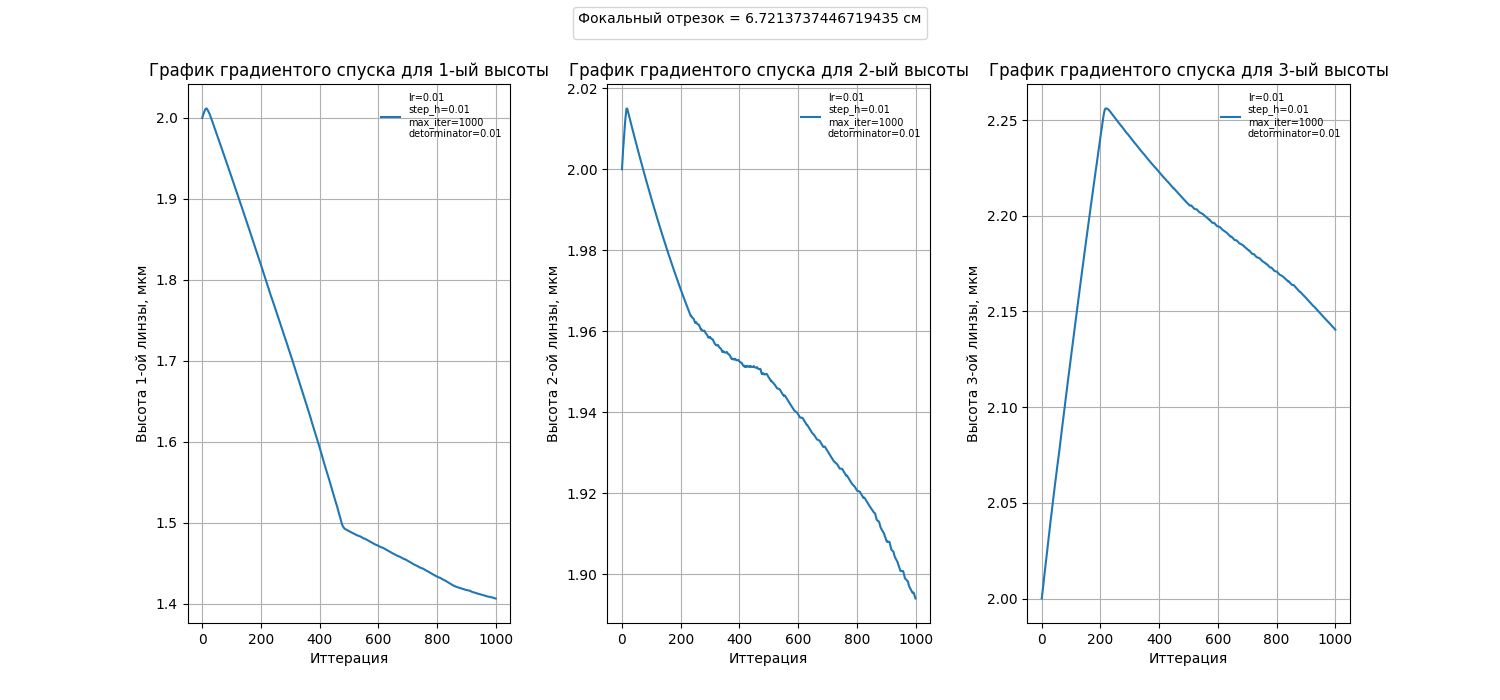 Фокальный отрезок = 6.7213737446719435 см
График градиентого спуска для 1-ый высоты
График градиентого спуска для 2-ый высоты
График градиентого спуска для 3-ый высоты
lr=0.01
step_h=0.01
max_iter=1000
detorminator=0.01
2.0
1.9
1.8
1.7
1.6
1.5
1.4
Высота 1-ой линзы, мкм
0 200 400 600 800 1000
Иттерация
lr=0.01
step_h=0.01
max_iter=1000
detorminator=0.01
2.02
2.00
1.98
1.96
1.94
1.92
1.90
Высота 2-ой линзы, мкм
0 200 400 600 800 1000
Иттерация
lr=0.01
step_h=0.01
max_iter=1000
detorminator=0.01
2.25
2.20
2.15
2.10
2.05
2.00
Высота 3-ой линзы, мкм
0 200 400 600 800 1000
Иттерация